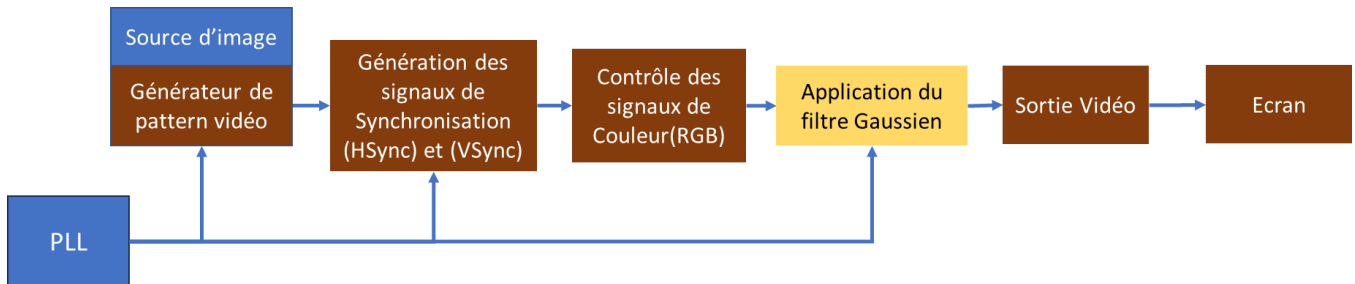 Source d'image
Générateur de
pattern vidéo
Génération des
signaux de
Synchronisation
(HSync) et (VSync)
Contrôle des
signaux de
Couleur(RGB)
Application du
filtre Gaussien
Sortie Vidéo
Ecran
PLL